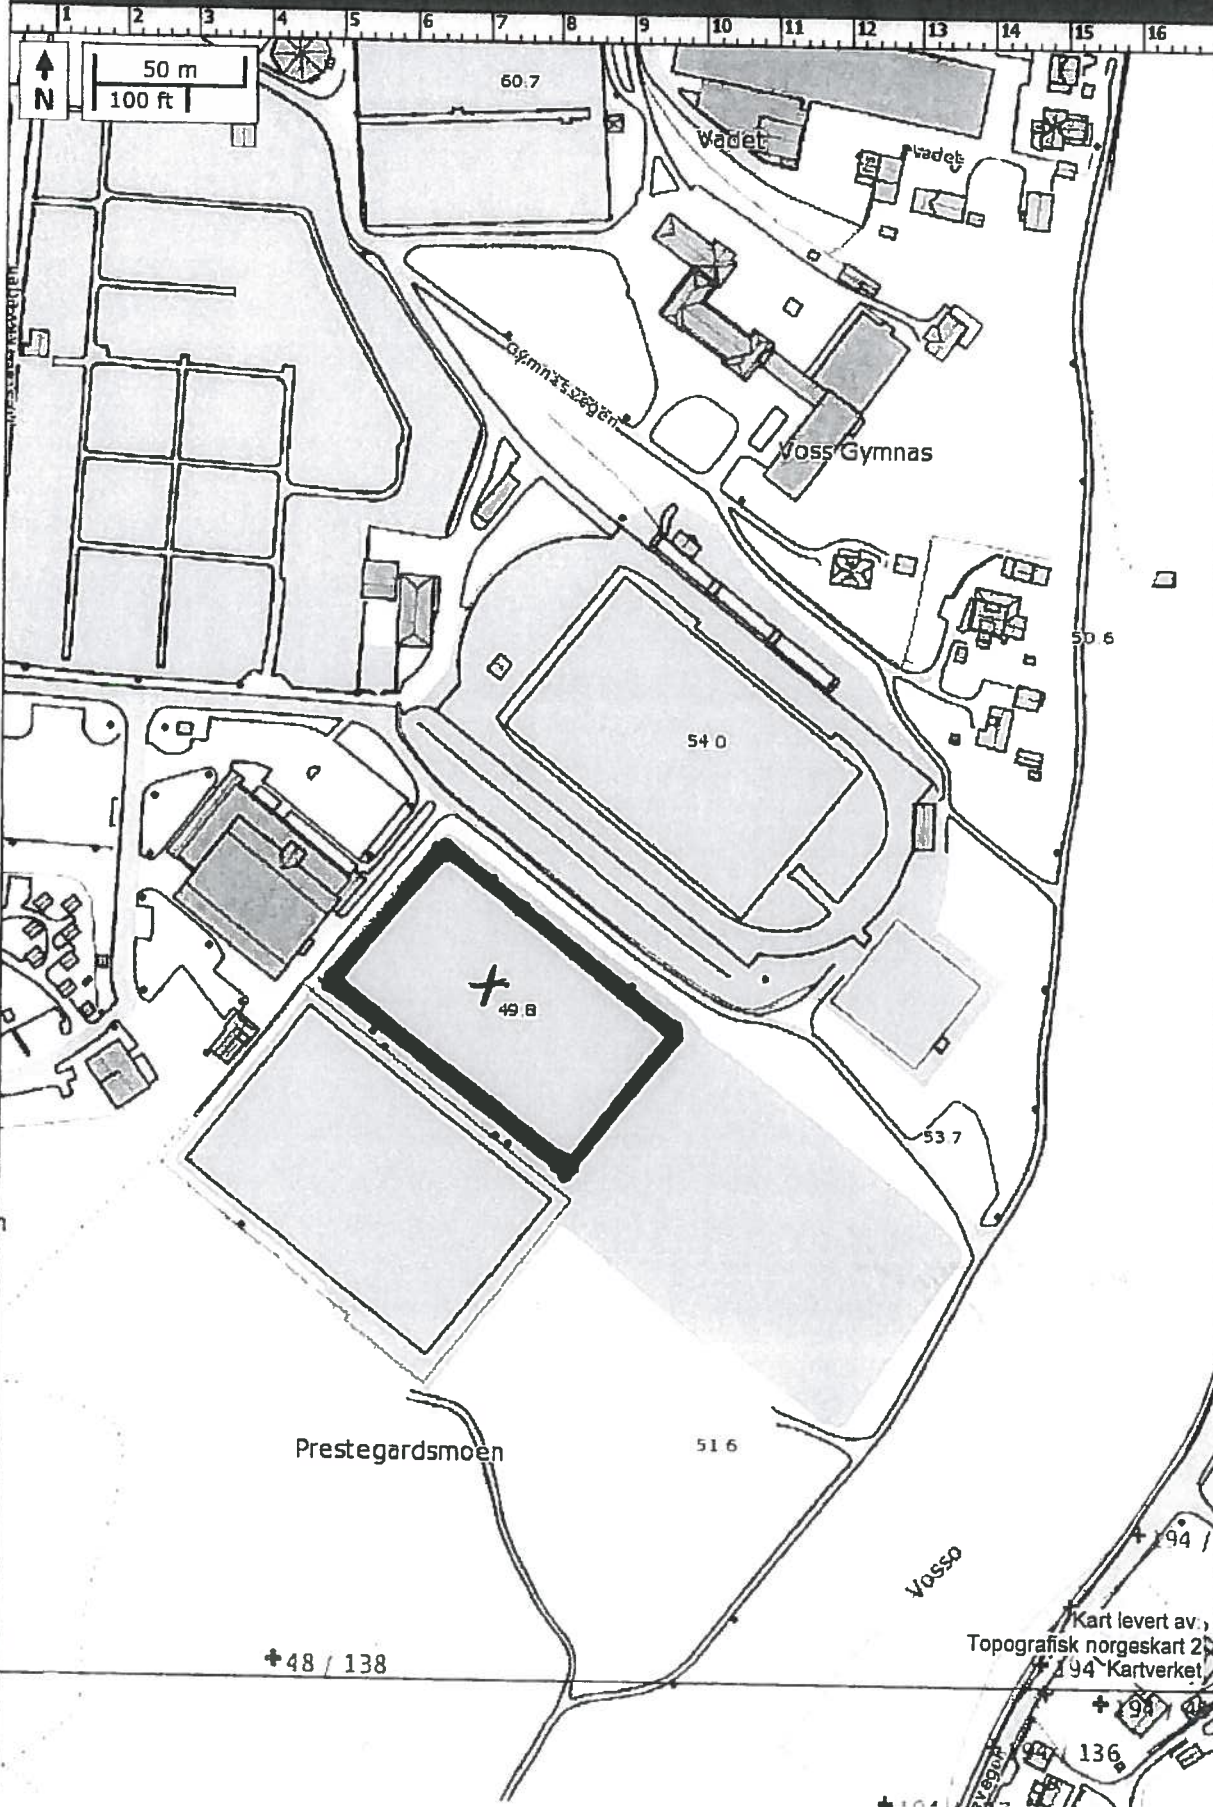 1 2 3 4 5 6 7 8 9 10 11 12 13 14 15 16
N
50 m
100 ft
60.7
Vadet
Vadet
Gymnasvegen
Voss Gymnas
50.6
54 0
49.8
53.7
Prestegardsmoen
51 6
Vosso
194 /
Kart levert av:
Topografisk norgeskart 2
194 Kartverket
48 / 138
194
194 / 136